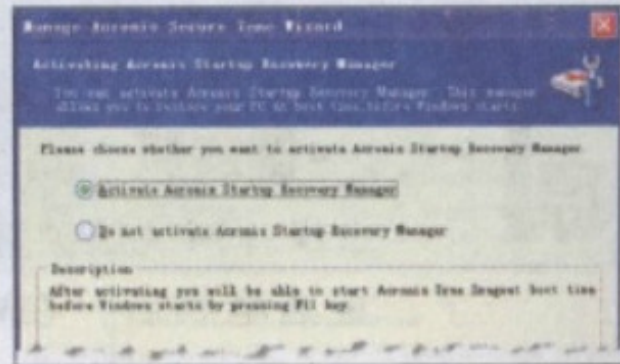 Manage Acronis Secure Zone Wizard
Activating Acronis Startup Recovery Manager
You can activate Acronis Startup Recovery Manager. This manager
allows you to restore your PC at boot time before Windows starts.
Please choose whether you want to activate Acronis Startup Recovery Manager
Activate Acronis Startup Recovery Manager
Do not activate Acronis Startup Recovery Manager
Description
After activating you will be able to start Acronis True Imageat boot time
before Windows starts by pressing F11 key.